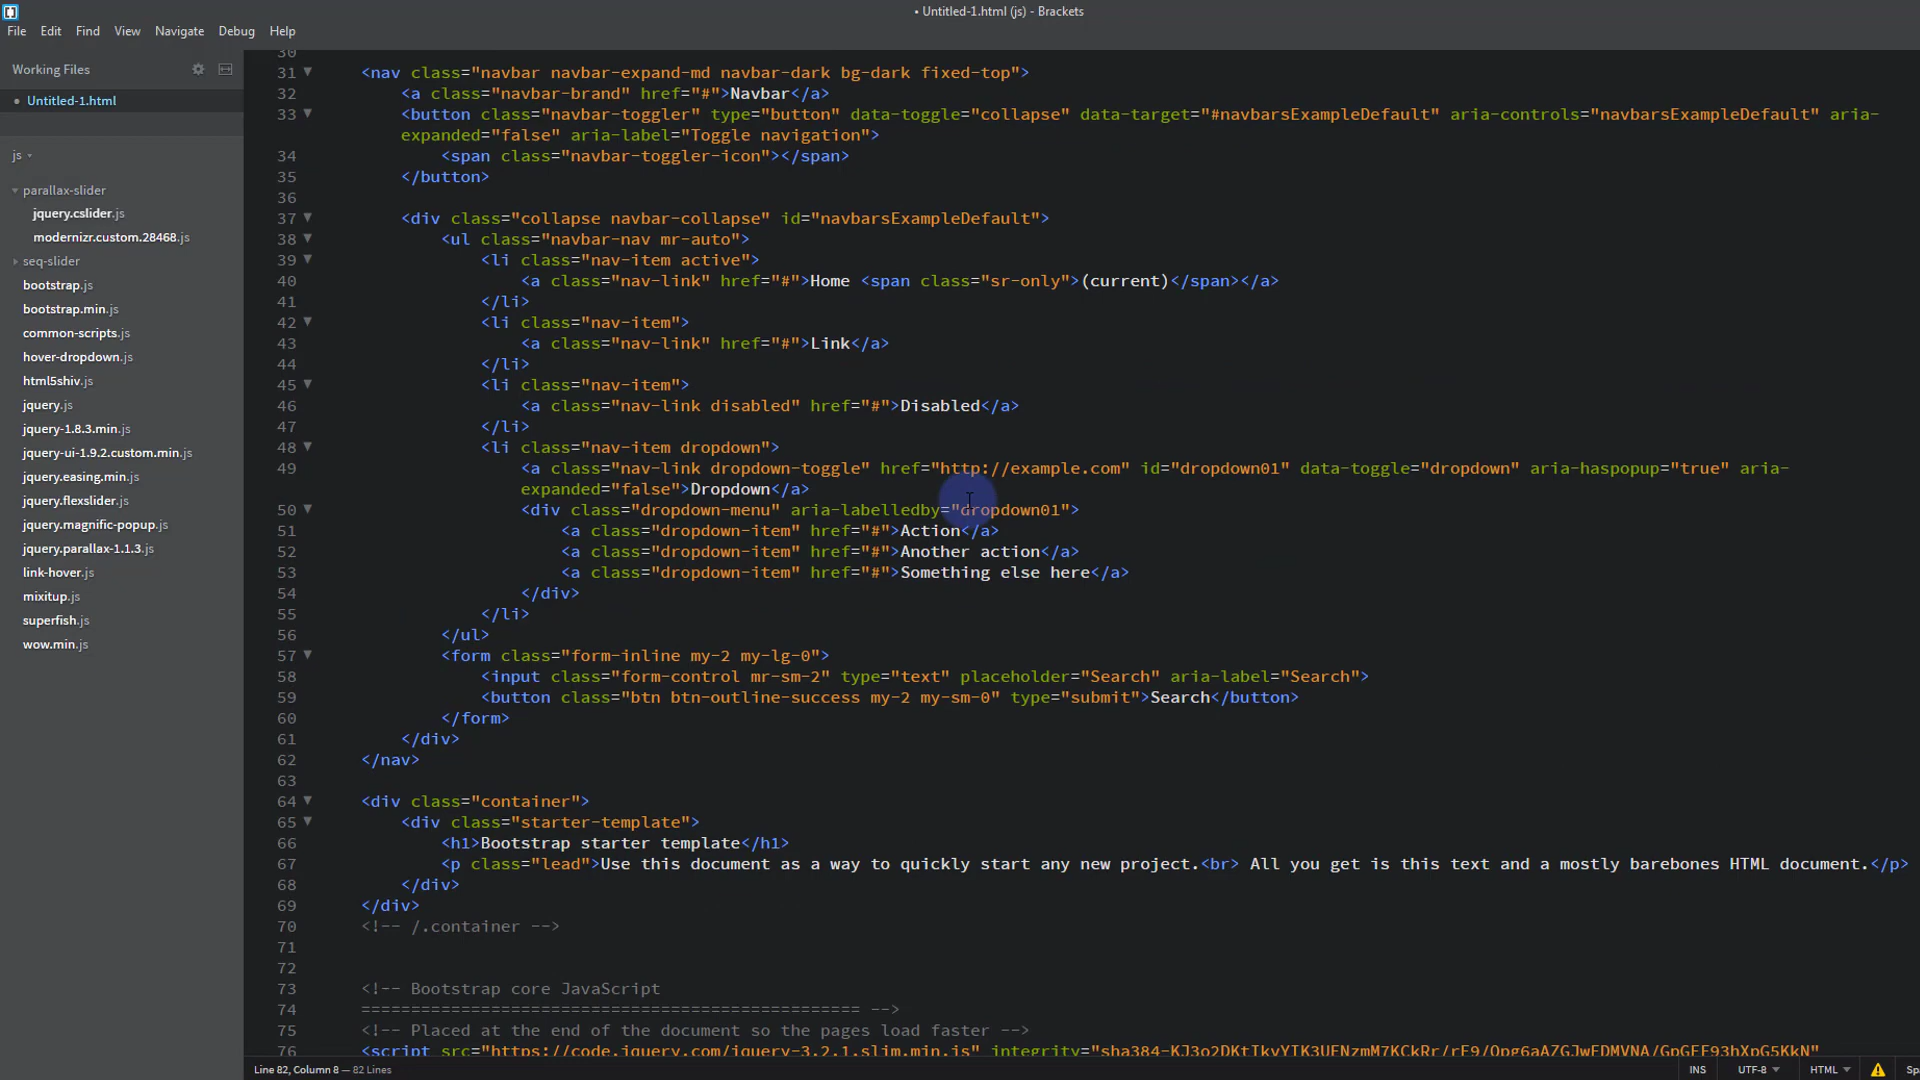 • Untitled-1.html (js) - Brackets
File Edit Find View Navigate Debug Help
Working Files
• Untitled-1.html
js
parallax-slider
jquery.cslider.js
modernizr.custom.28468.js
seq-slider
bootstrap.js
bootstrap.min.js
common-scripts.js
hover-dropdown.js
html5shiv.js
jquery.js
jquery-1.8.3.min.js
jquery-ui-1.9.2.custom.min.js
jquery.easing.min.js
jquery.flexslider.js
jquery.magnific-popup.js
jquery.parallax-1.1.3.js
link-hover.js
mixitup.js
superfish.js
wow.min.js
30
31 <nav class="navbar navbar-expand-md navbar-dark bg-dark fixed-top">
32 <a class="navbar-brand" href="#">Navbar</a>
33 <button class="navbar-toggler" type="button" data-toggle="collapse" data-target="#navbarsExampleDefault" aria-controls="navbarsExampleDefault" aria-
expanded="false" aria-label="Toggle navigation">
34 <span class="navbar-toggler-icon"></span>
35 </button>
36
37 <div class="collapse navbar-collapse" id="navbarsExampleDefault">
38 <ul class="navbar-nav mr-auto">
39 <li class="nav-item active">
40 <a class="nav-link" href="#">Home <span class="sr-only">(current)</span></a>
41 </li>
42 <li class="nav-item">
43 <a class="nav-link" href="#">Link</a>
44 </li>
45 <li class="nav-item">
46 <a class="nav-link disabled" href="#">Disabled</a>
47 </li>
48 <li class="nav-item dropdown">
49 <a class="nav-link dropdown-toggle" href="http://example.com" id="dropdown01" data-toggle="dropdown" aria-haspopup="true" aria-
expanded="false">Dropdown</a>
50 <div class="dropdown-menu" aria-labelledby="dropdown01">
51 <a class="dropdown-item" href="#">Action</a>
52 <a class="dropdown-item" href="#">Another action</a>
53 <a class="dropdown-item" href="#">Something else here</a>
54 </div>
55 </li>
56 </ul>
57 <form class="form-inline my-2 my-lg-0">
58 <input class="form-control mr-sm-2" type="text" placeholder="Search" aria-label="Search">
59 <button class="btn btn-outline-success my-2 my-sm-0" type="submit">Search</button>
60 </form>
61 </div>
62 </nav>
63
64 <div class="container">
65 <div class="starter-template">
66 <h1>Bootstrap starter template</h1>
67 <p class="lead">Use this document as a way to quickly start any new project.<br> All you get is this text and a mostly barebones HTML document.</p>
68 </div>
69 </div>
70 <!-- /.container -->
71
72
73 <!-- Bootstrap core JavaScript
74 ============================================= -->
75 <!-- Placed at the end of the document so the pages load faster -->
76 <script src="https://code.jquery.com/jquery-3.2.1.slim.min.js" integrity=
Line 82, Column 8 — 82 Lines
INS UTF-8 HTML Spa